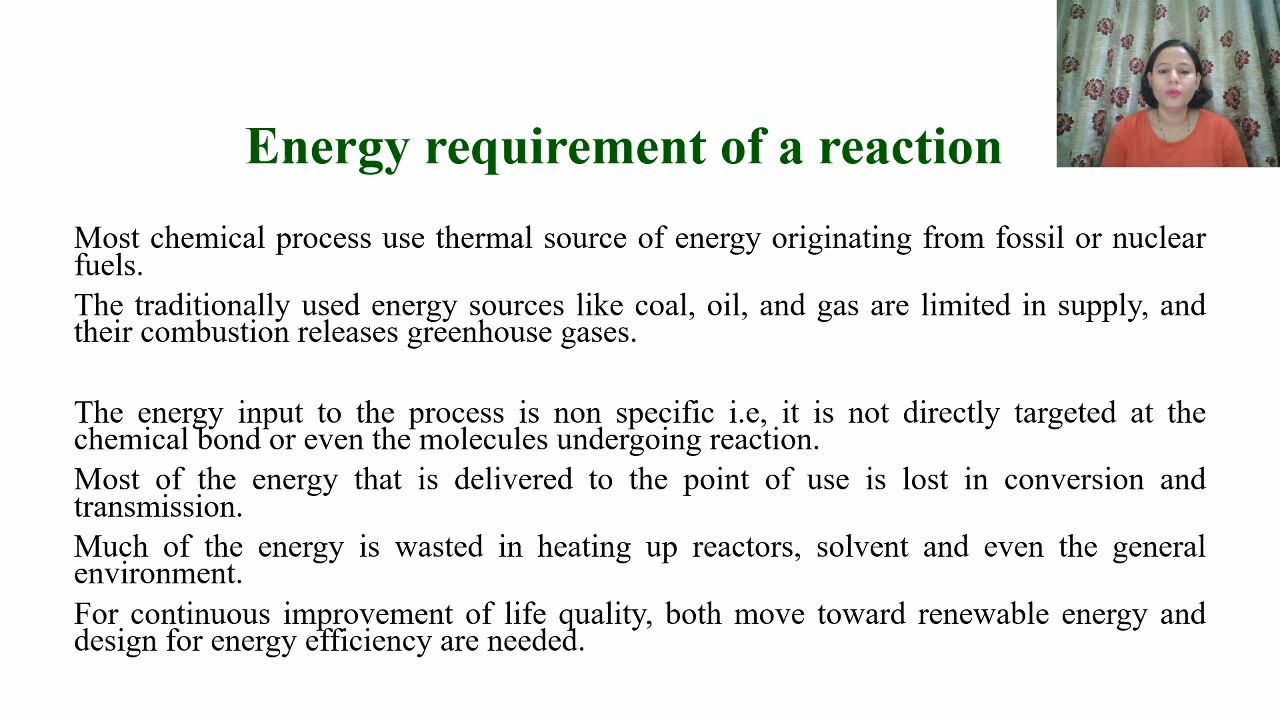 Energy requirement of a reaction
Most chemical process use thermal source of energy originating from fossil or nuclear
fuels.
The traditionally used energy sources like coal, oil, and gas are limited in supply, and
their combustion releases greenhouse gases.
The energy input to the process is non specific i.e, it is not directly targeted at the
chemical bond or even the molecules undergoing reaction.
Most of the energy that is delivered to the point of use is lost in conversion and
transmission.
Much of the energy is wasted in heating up reactors, solvent and even the general
environment.
For continuous improvement of life quality, both move toward renewable energy and
design for energy efficiency are needed.